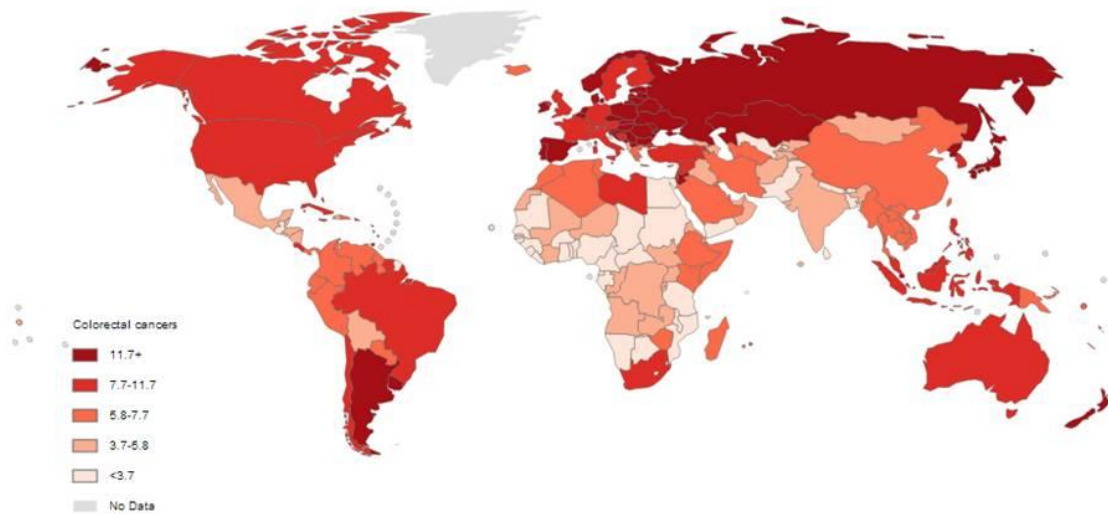 Colorectal cancers
11.7+
7.7-11.7
5.8-7.7
3.7-5.8
<3.7
No Data